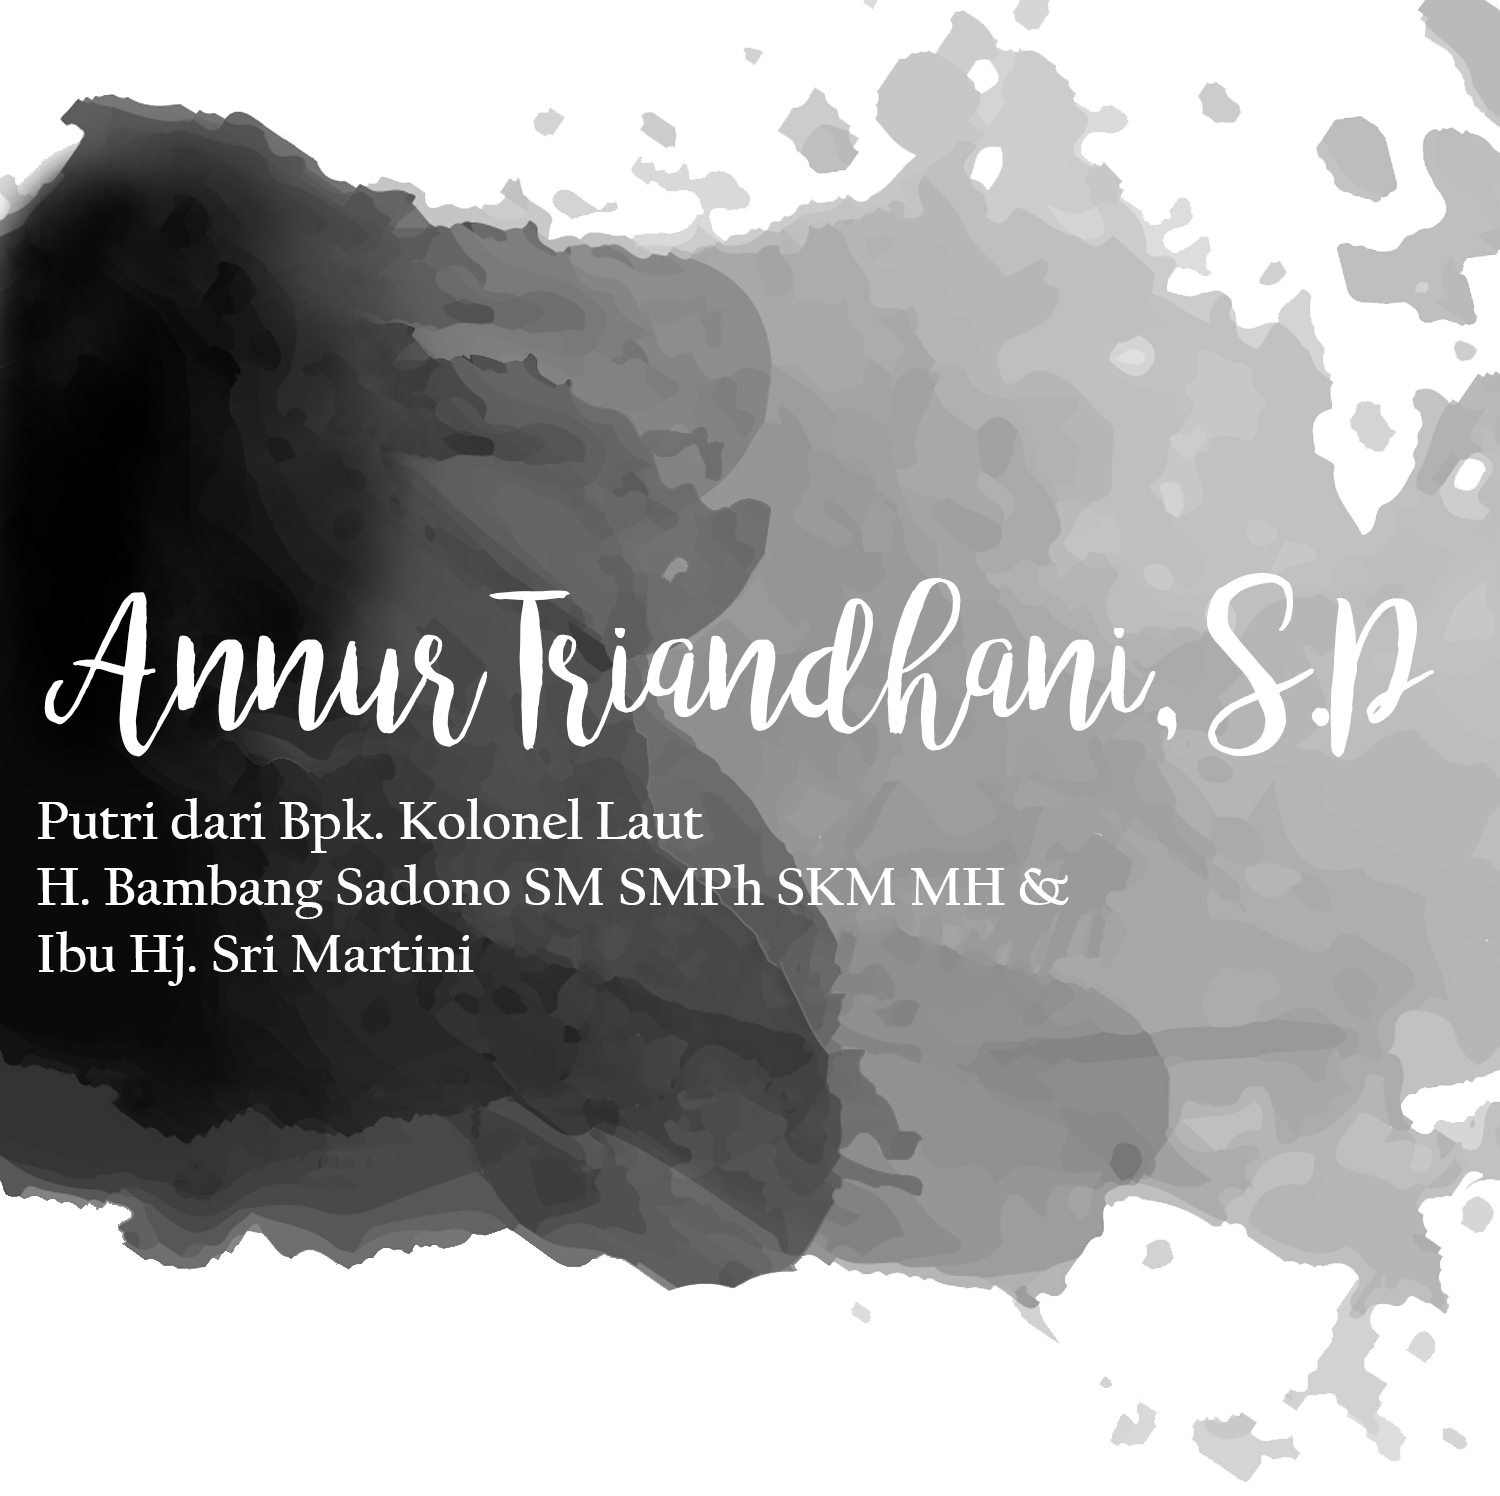 Annur Triandhani, S.P
Putri dari Bpk. Kolonel Laut
H. Bambang Sadono SM SMPh SKM MH &
Ibu Hj. Sri Martini